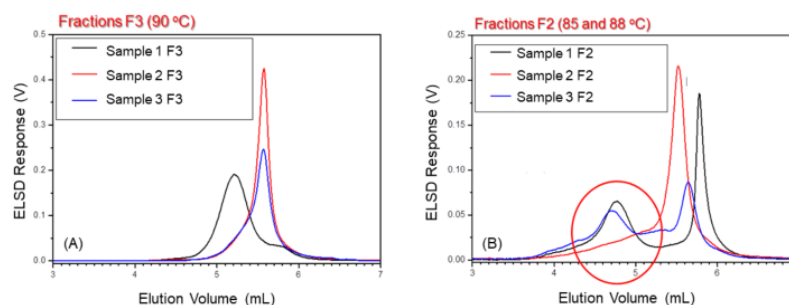 Fractions F3 (90 ºC)
0.5
0.4
0.3
0.2
0.1
0.0
ELSD Response (V)
Sample 1 F3
Sample 2 F3
Sample 3 F3
(A)
3 4 5 6 7
Elution Volume (mL)
Fractions F2 (85 and 88 ºC)
0.25
0.20
0.15
0.10
0.05
0.00
ELSD Response (V)
Sample 1 F2
Sample 2 F2
Sample 3 F2
(B)
3 4 5 6
Elution Volume (mL)